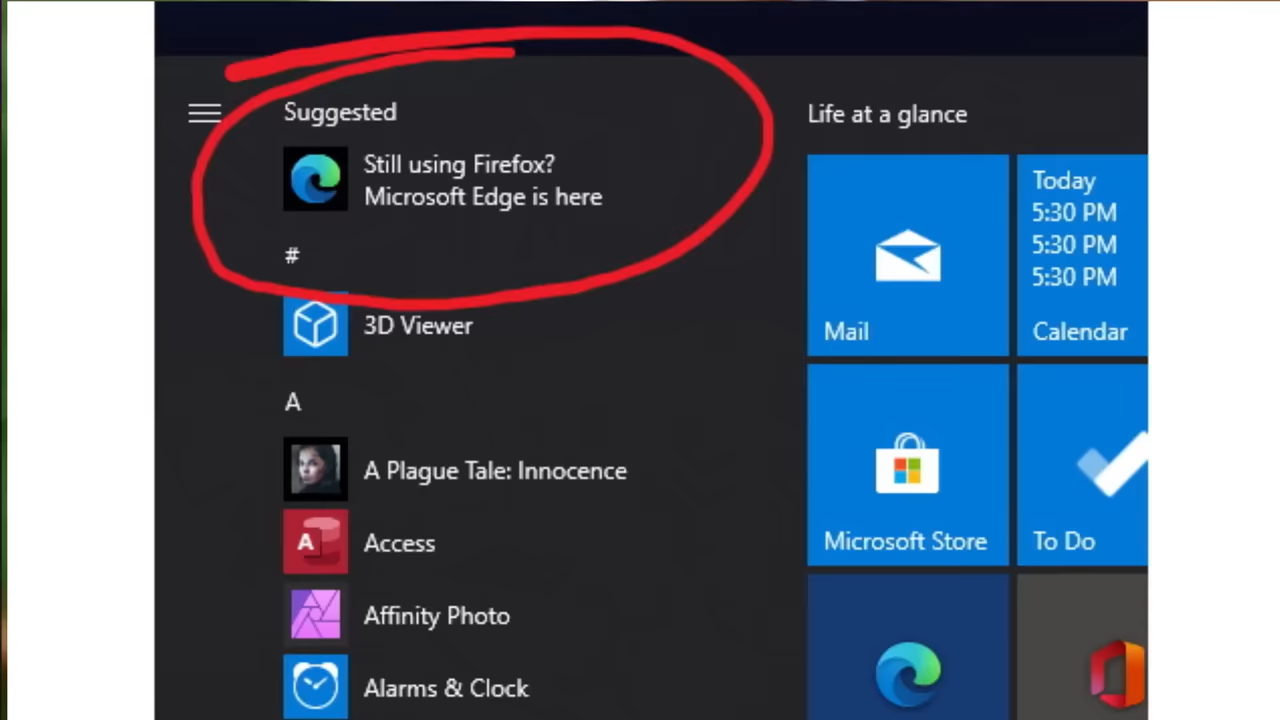 Suggested
Still using Firefox?
Microsoft Edge is here
#
3D Viewer
A
A Plague Tale: Innocence
A
Access
Affinity Photo
Alarms & Clock
Life at a glance
Mail
Today
5:30 PM
5:30 PM
5:30 PM
Calendar
Microsoft Store
To Do